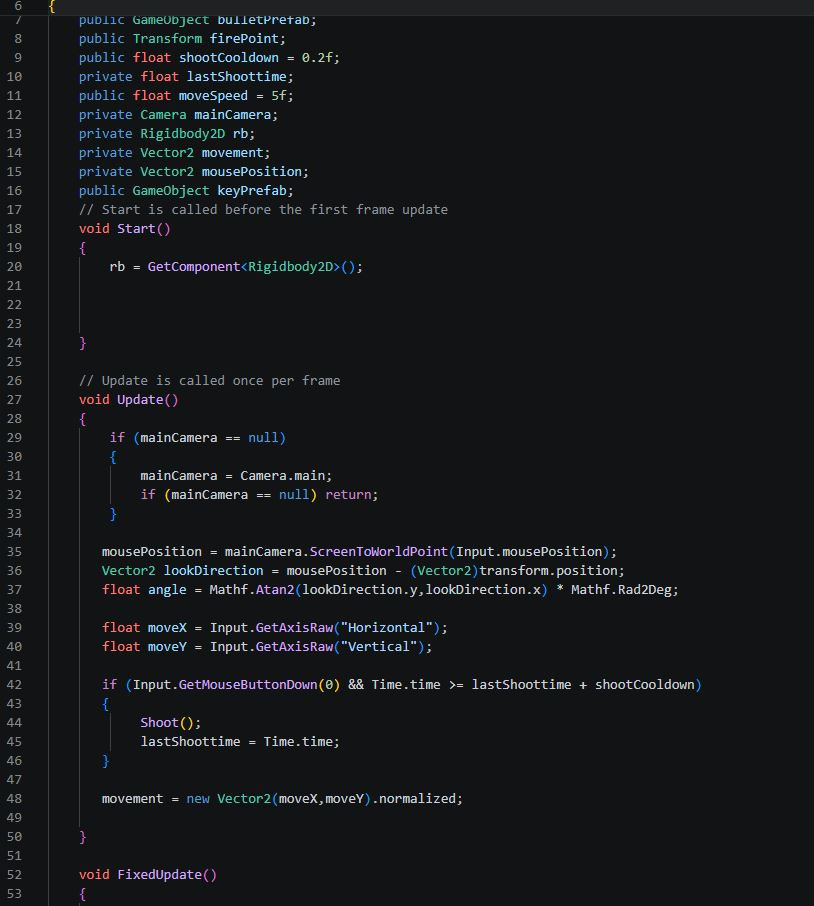 6 {
7 public GameObject bulletPrefab;
8 public Transform firePoint;
9 public float shootCooldown = 0.2f;
10 private float lastShoottime;
11 public float moveSpeed = 5f;
12 private Camera mainCamera;
13 private Rigidbody2D rb;
14 private Vector2 movement;
15 private Vector2 mousePosition;
16 public GameObject keyPrefab;
17 // Start is called before the first frame update
18 void Start()
19 {
20 rb = GetComponent<Rigidbody2D>();
21
22
23
24 }
25
26 // Update is called once per frame
27 void Update()
28 {
29 if (mainCamera == null)
30 {
31 mainCamera = Camera.main;
32 if (mainCamera == null) return;
33 }
34
35 mousePosition = mainCamera.ScreenToWorldPoint(Input.mousePosition);
36 Vector2 lookDirection = mousePosition - (Vector2)transform.position;
37 float angle = Mathf.Atan2(lookDirection.y,lookDirection.x) * Mathf.Rad2Deg;
38
39 float moveX = Input.GetAxisRaw("Horizontal");
40 float moveY = Input.GetAxisRaw("Vertical");
41
42 if (Input.GetMouseButtonDown(0) && Time.time >= lastShoottime + shootCooldown)
43 {
44 Shoot();
45 lastShoottime = Time.time;
46 }
47
48 movement = new Vector2(moveX,moveY).normalized;
49
50 }
51
52 void FixedUpdate()
53 {